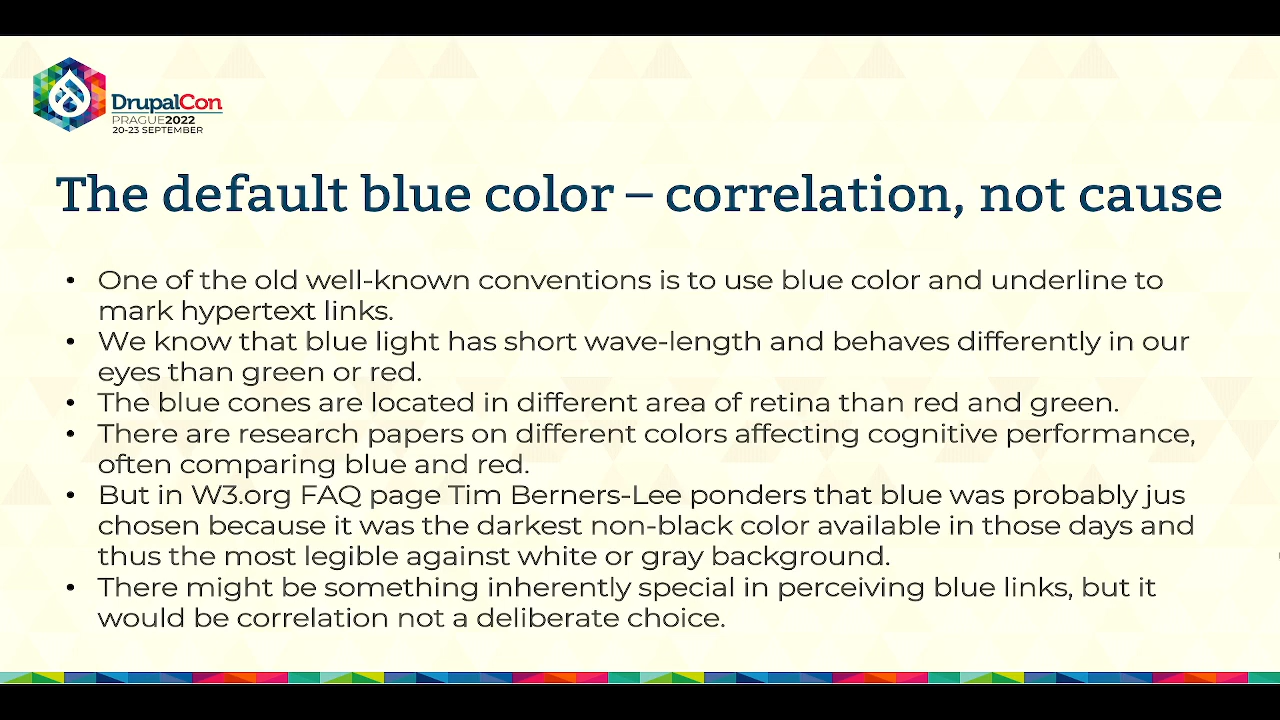 DrupalCon
PRAGUE2022
20-23 SEPTEMBER
The default blue color – correlation, not cause
• One of the old well-known conventions is to use blue color and underline to
mark hypertext links.
• We know that blue light has short wave-length and behaves differently in our
eyes than green or red.
• The blue cones are located in different area of retina than red and green.
• There are research papers on different colors affecting cognitive performance,
often comparing blue and red.
• But in W3.org FAQ page Tim Berners-Lee ponders that blue was probably jus
chosen because it was the darkest non-black color available in those days and
thus the most legible against white or gray background.
• There might be something inherently special in perceiving blue links, but it
would be correlation not a deliberate choice.